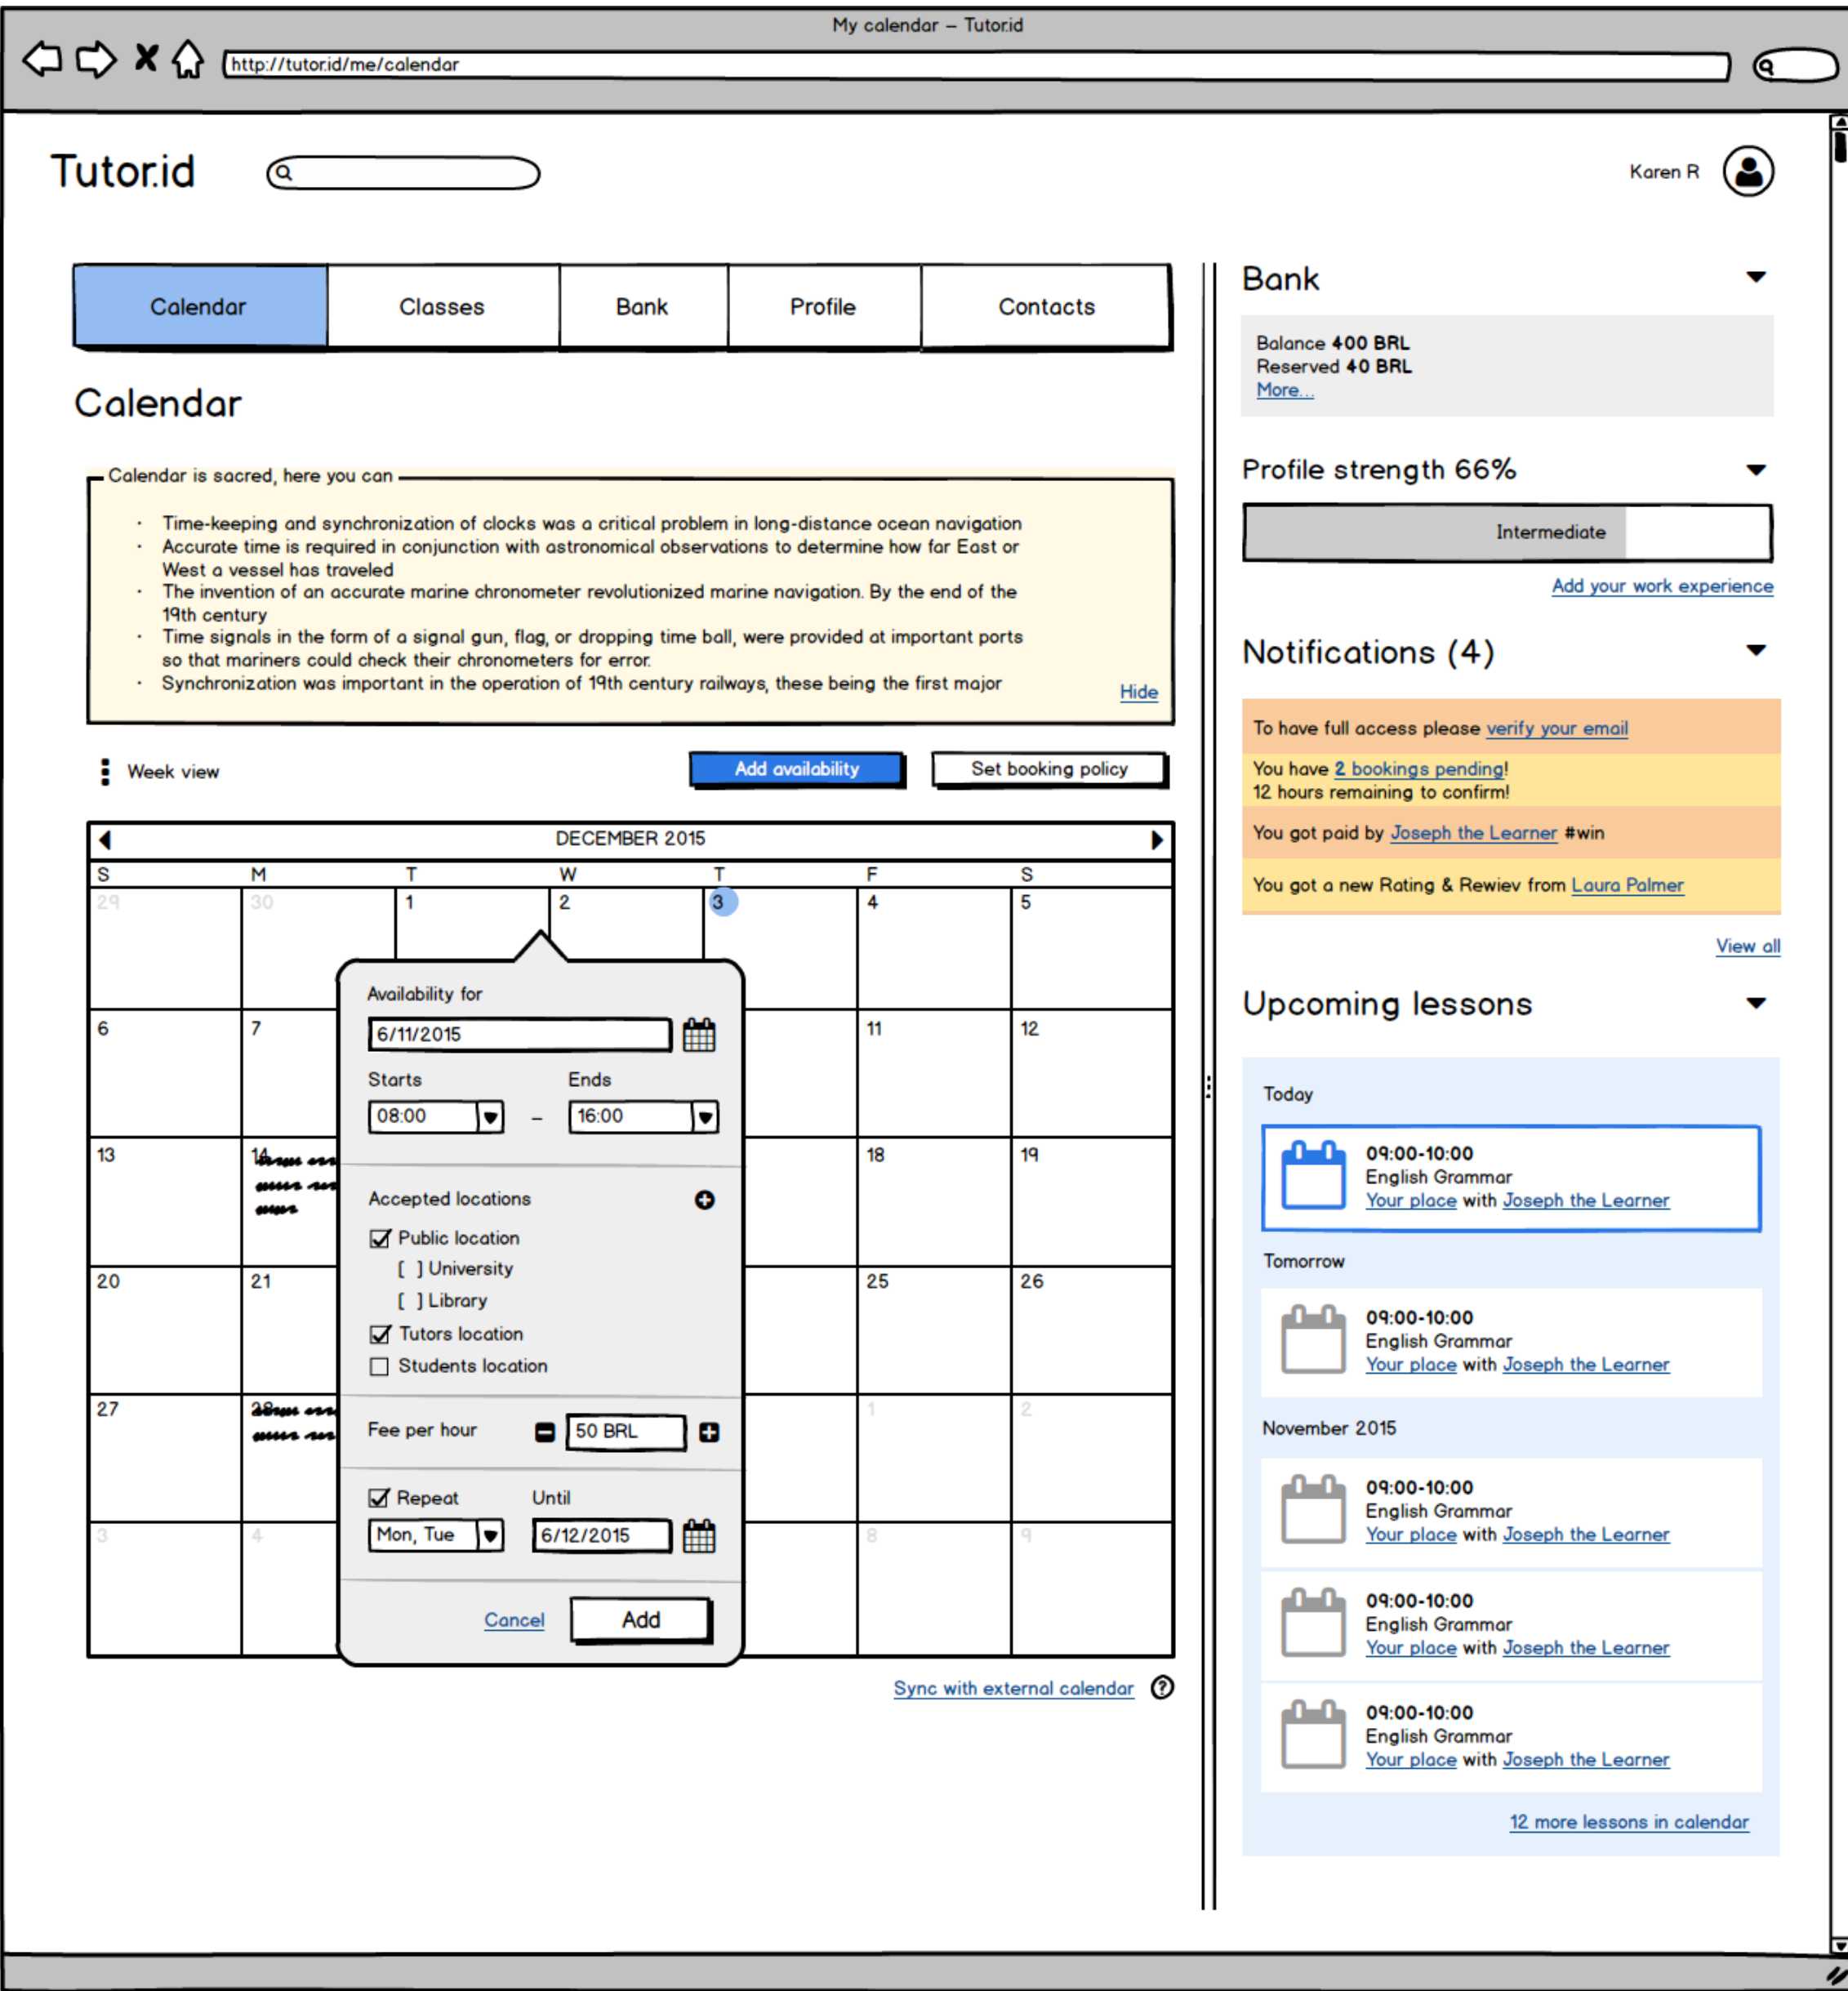 My calendar – Tutor.id
http://tutor.id/me/calendar
Tutor.id
Karen R
Calendar Classes Bank Profile Contacts
Calendar
Calendar is sacred, here you can
· Time-keeping and synchronization of clocks was a critical problem in long-distance ocean navigation
· Accurate time is required in conjunction with astronomical observations to determine how far East or
West a vessel has traveled
· The invention of an accurate marine chronometer revolutionized marine navigation. By the end of the
19th century
· Time signals in the form of a signal gun, flag, or dropping time ball, were provided at important ports
so that mariners could check their chronometers for error.
· Synchronization was important in the operation of 19th century railways, these being the first major
Hide
Week view
Add availability
Set booking policy
DECEMBER 2015
S M T W T F S
29 30 1 2 3 4 5
6 7 11 12
13 14 18 19
20 21 25 26
27 28 1 2
3 4 8 9
Availability for
6/11/2015
Starts Ends
08:00 – 16:00
Accepted locations
Public location
[ ] University
[ ] Library
Tutors location
Students location
Fee per hour 50 BRL
Repeat Until
Mon, Tue 6/12/2015
Cancel Add
Sync with external calendar ?
Bank
Balance 400 BRL
Reserved 40 BRL
More...
Profile strength 66%
Intermediate
Add your work experience
Notifications (4)
To have full access please verify your email
You have 2 bookings pending!
12 hours remaining to confirm!
You got paid by Joseph the Learner #win
You got a new Rating & Rewiev from Laura Palmer
View all
Upcoming lessons
Today
09:00-10:00
English Grammar
Your place with Joseph the Learner
Tomorrow
09:00-10:00
English Grammar
Your place with Joseph the Learner
November 2015
09:00-10:00
English Grammar
Your place with Joseph the Learner
09:00-10:00
English Grammar
Your place with Joseph the Learner
09:00-10:00
English Grammar
Your place with Joseph the Learner
12 more lessons in calendar